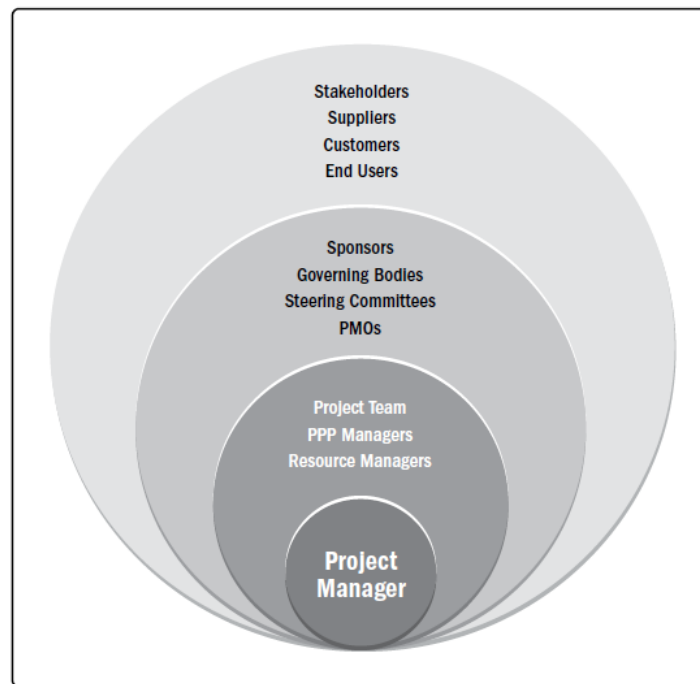 Stakeholders
Suppliers
Customers
End Users
Sponsors
Governing Bodies
Steering Committees
PMOs
Project Team
PPP Managers
Resource Managers
Project
Manager